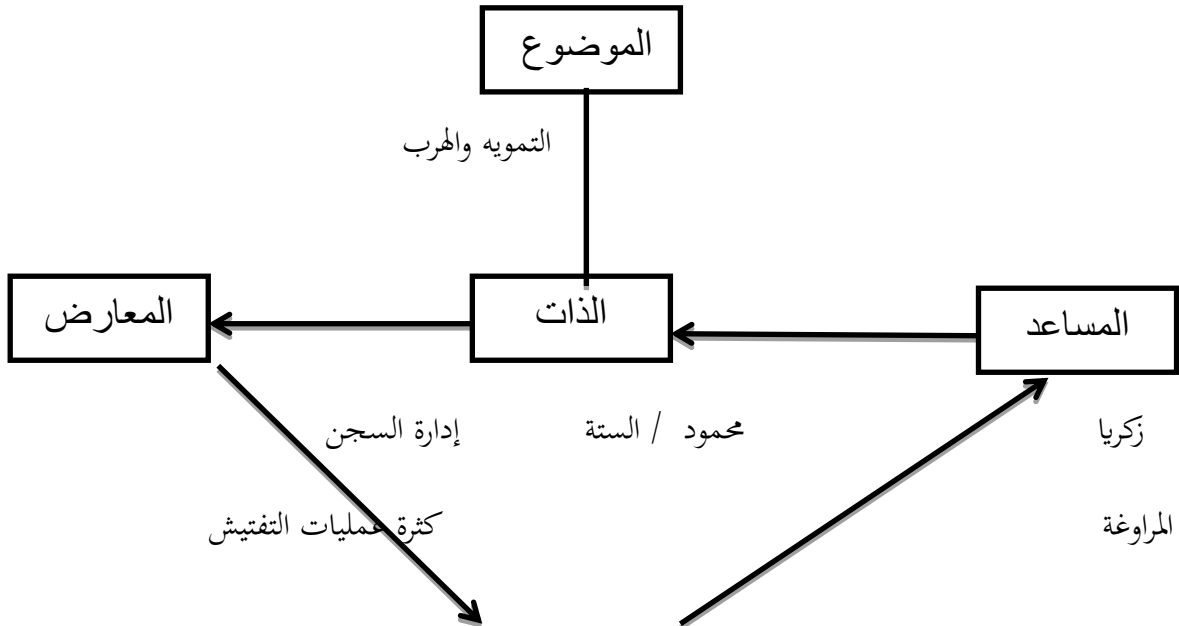 الموضوع
التمويه والهرب
المساعد
الذات
المعارض
زكريا
محمود / الستة
إدارة السجن
المراوغة
كثرة عمليات التفتيش